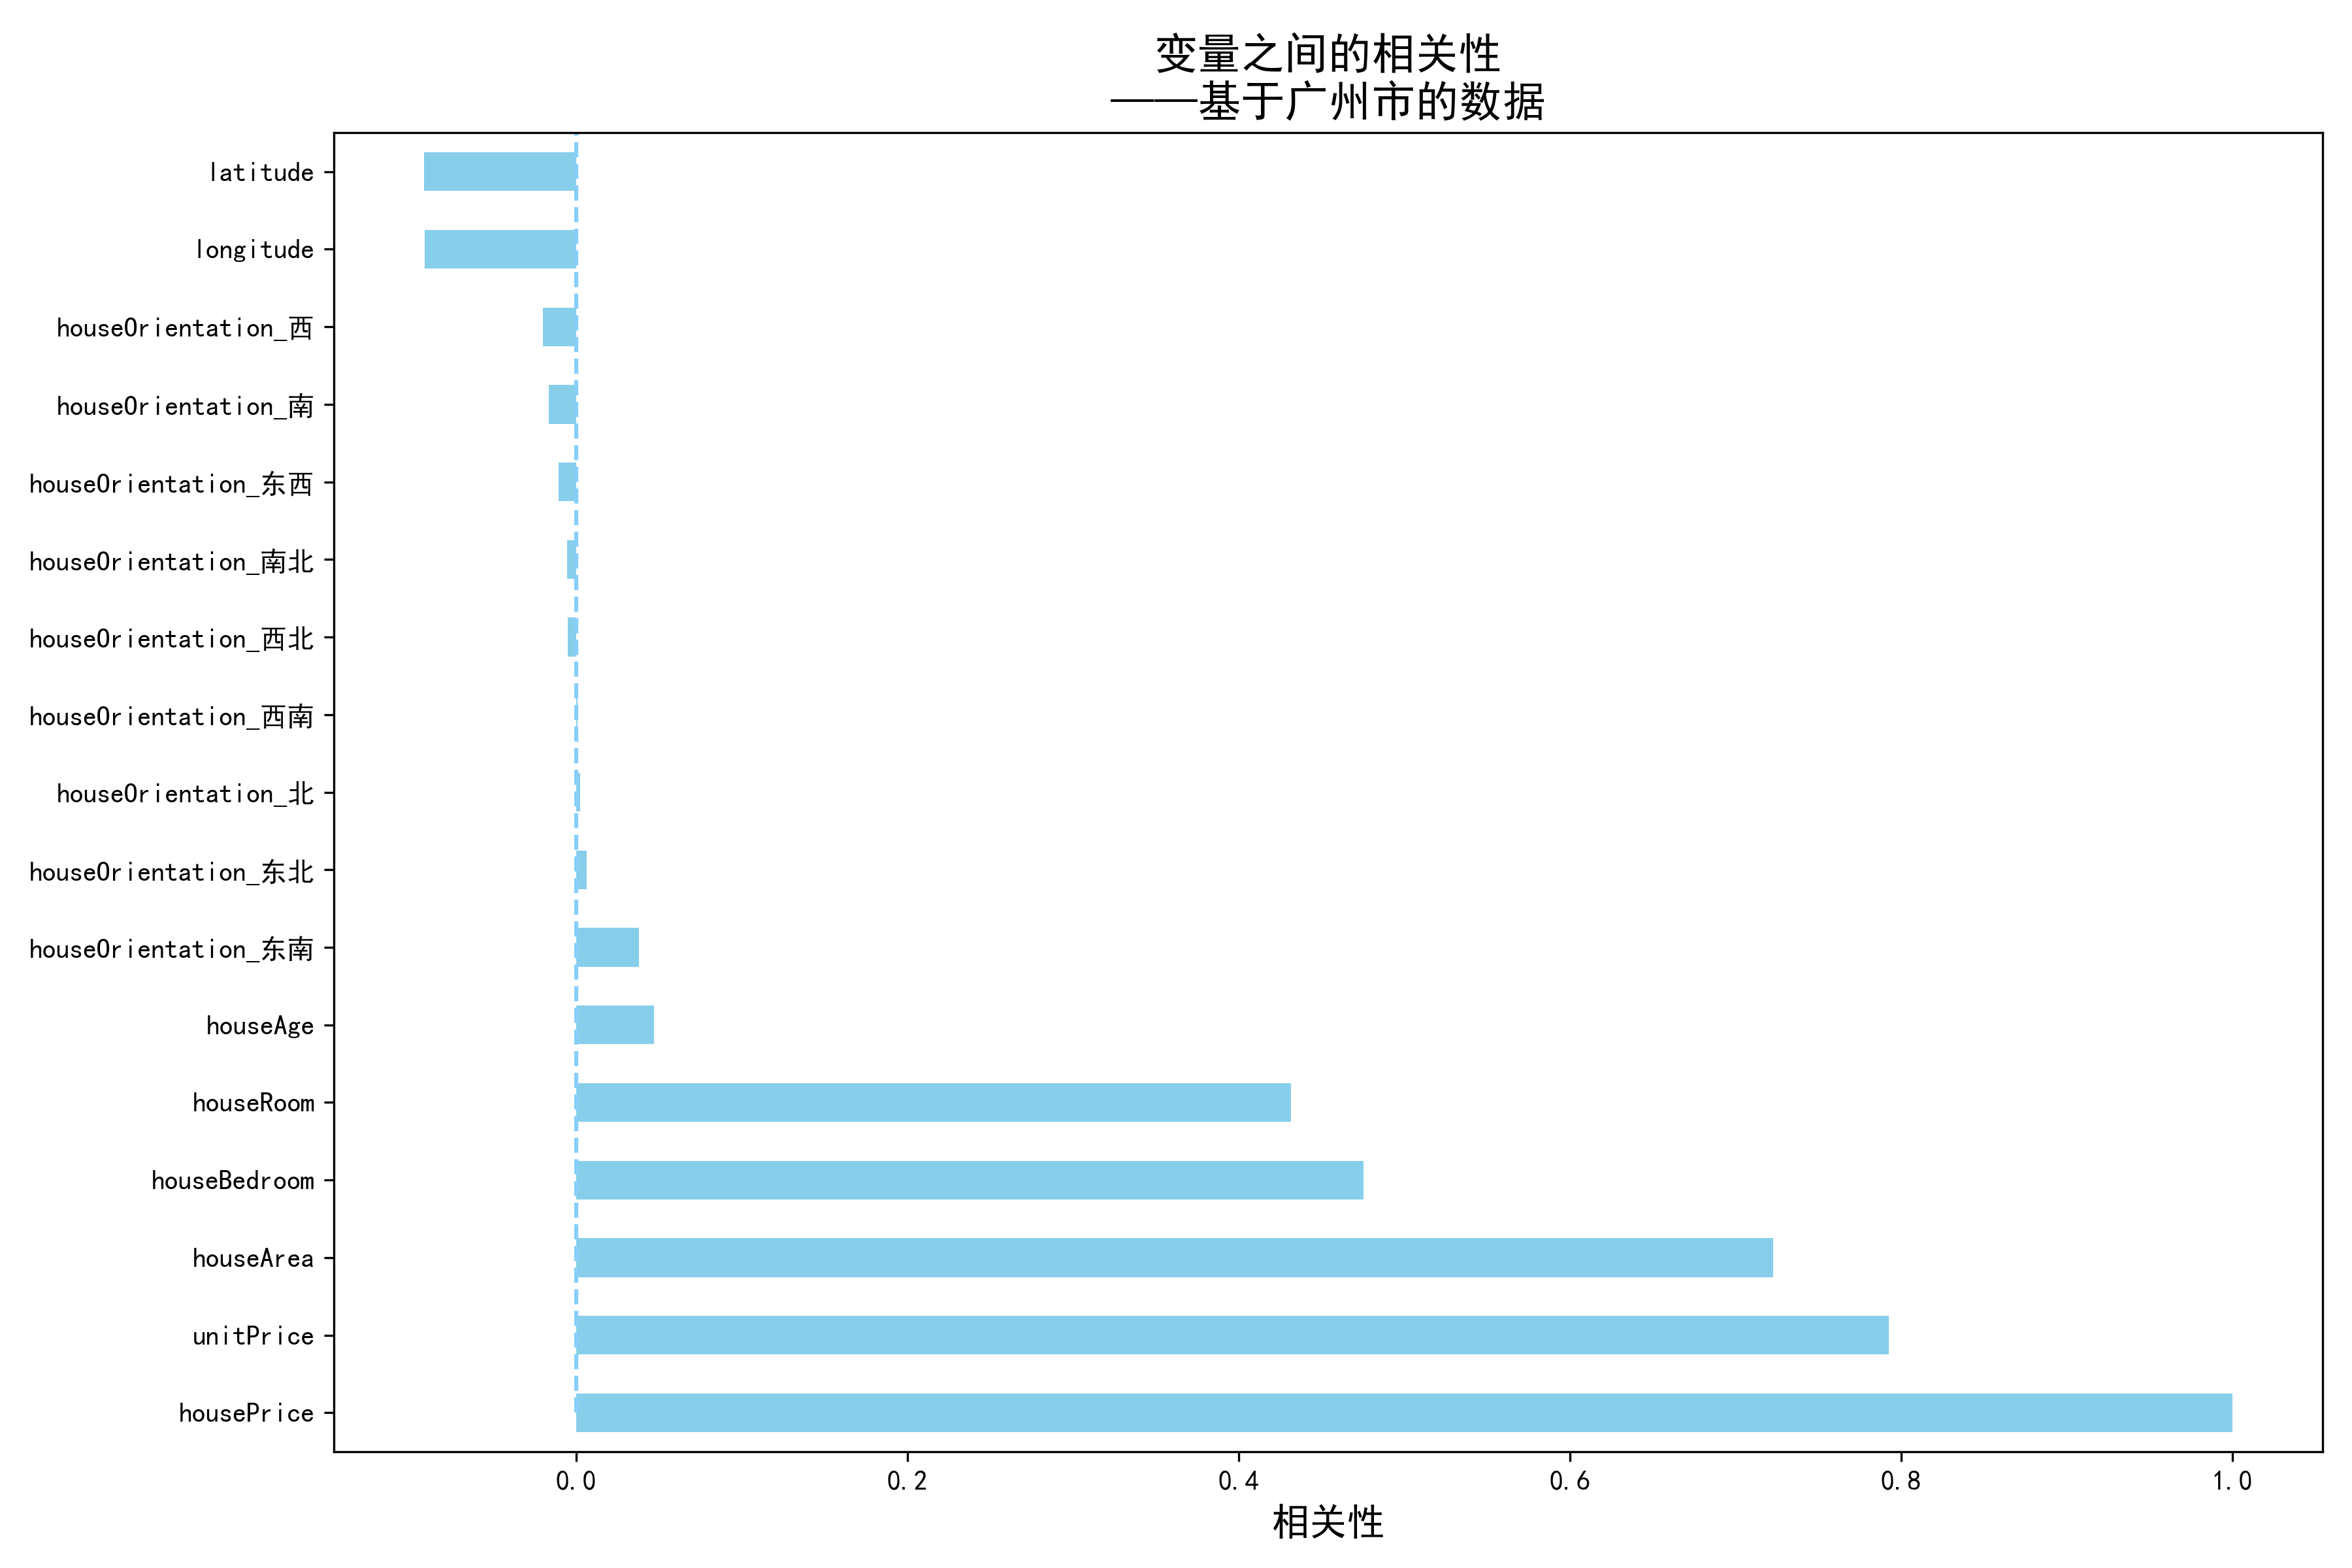 变量之间的相关性
——基于广州市的数据
latitude
longitude
houseOrientation_西
houseOrientation_南
houseOrientation_东西
houseOrientation_南北
houseOrientation_西北
houseOrientation_西南
houseOrientation_北
houseOrientation_东北
houseOrientation_东南
houseAge
houseRoom
houseBedroom
houseArea
unitPrice
housePrice
0.0 0.2 0.4 0.6 0.8 1.0
相关性